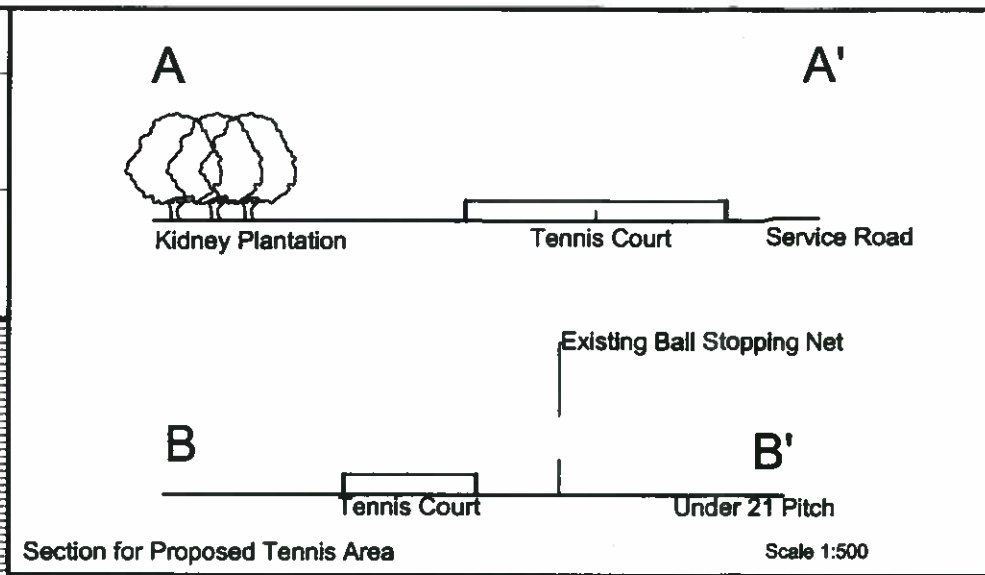 A A'
Kidney Plantation Tennis Court Service Road
Existing Ball Stopping Net
B B'
Tennis Court Under 21 Pitch
Section for Proposed Tennis Area Scale 1:500